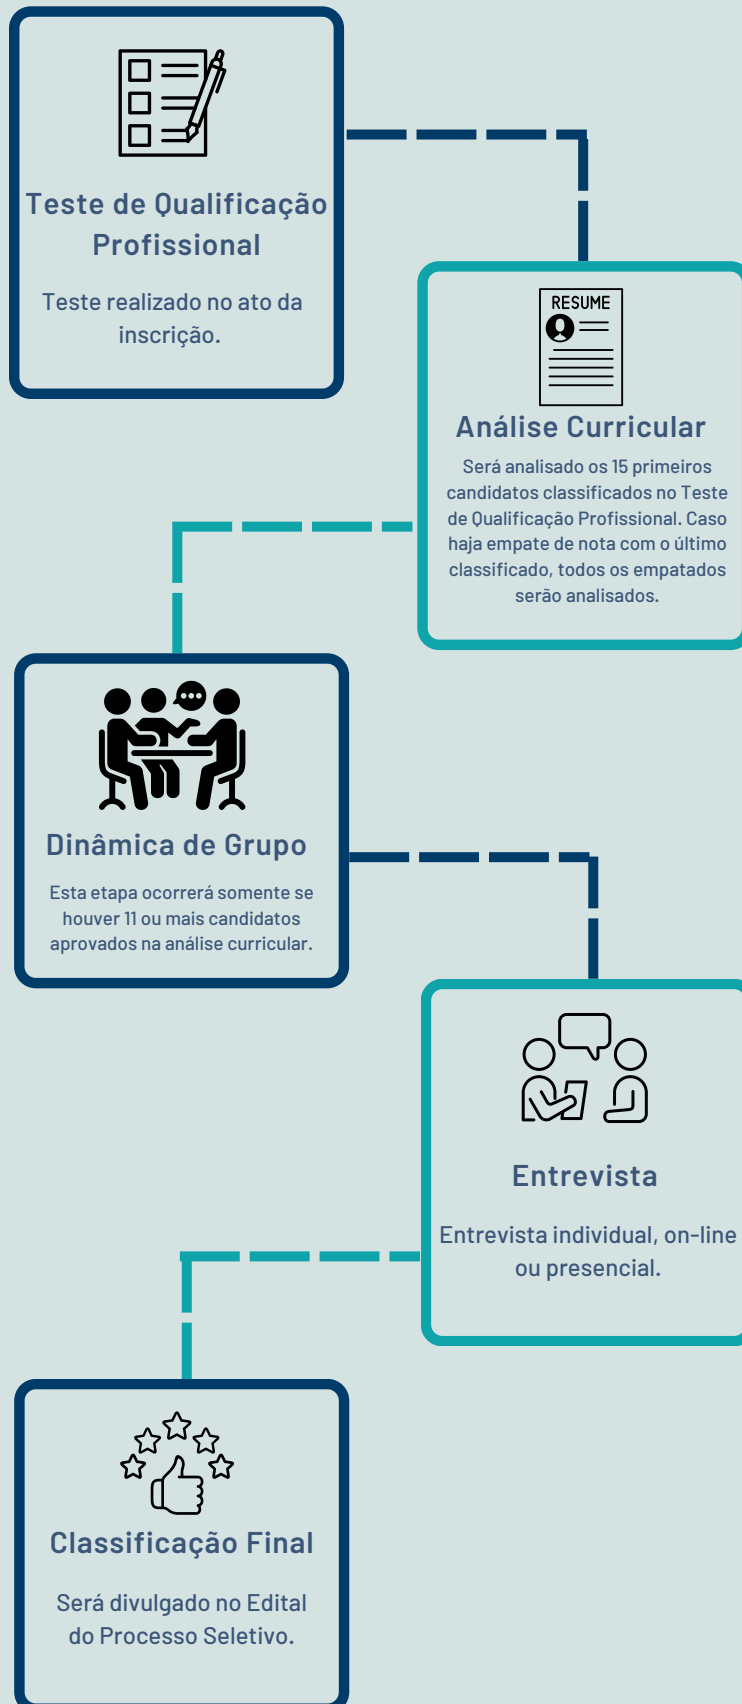 Teste de Qualificação
Profissional
Teste realizado no ato da
inscrição.
RESUME
Análise Curricular
Será analisado os 15 primeiros
candidatos classificados no Teste
de Qualificação Profissional. Caso
haja empate de nota com o último
classificado, todos os empatados
serão analisados.
Dinâmica de Grupo
Esta etapa ocorrerá somente se
houver 11 ou mais candidatos
aprovados na análise curricular.
Entrevista
Entrevista individual, on-line
ou presencial.
Classificação Final
Será divulgado no Edital
do Processo Seletivo.